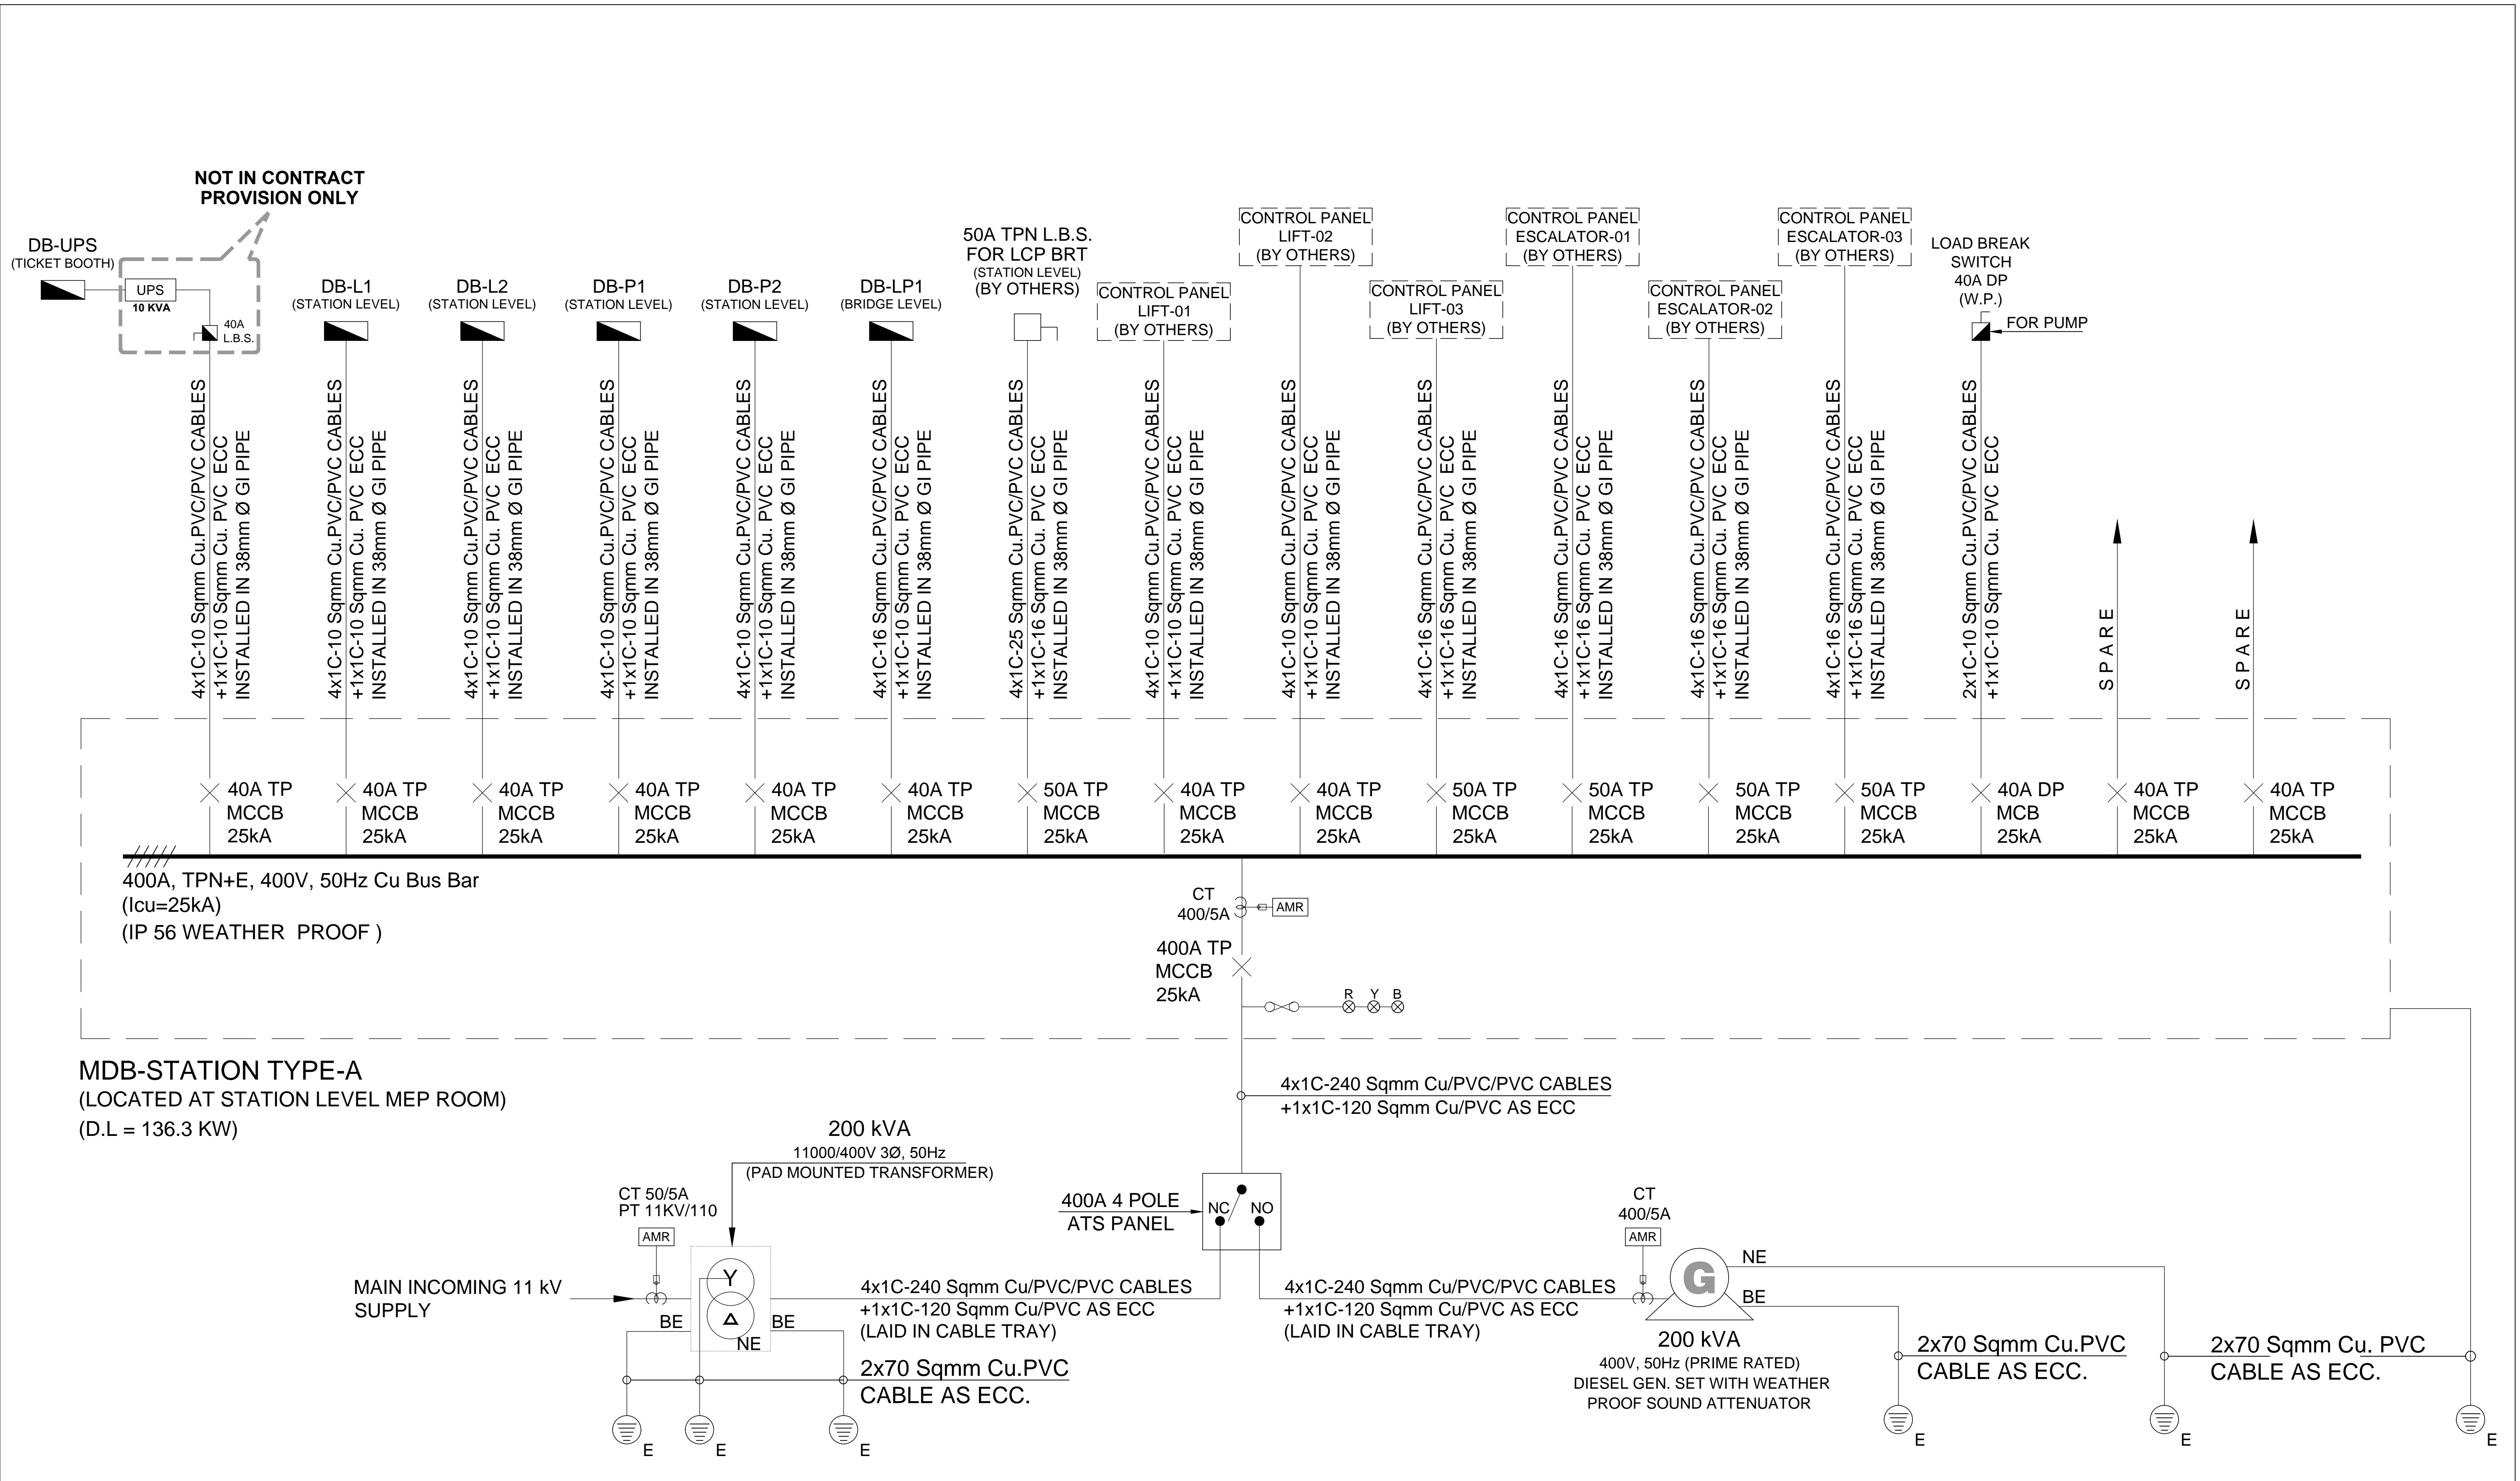 NOT IN CONTRACT
PROVISION ONLY
DB-UPS
(TICKET BOOTH)
UPS
10 KVA
40A
L.B.S.
DB-L1
(STATION LEVEL)
DB-L2
(STATION LEVEL)
DB-P1
(STATION LEVEL)
DB-P2
(STATION LEVEL)
DB-LP1
(BRIDGE LEVEL)
50A TPN L.B.S.
FOR LCP BRT
(STATION LEVEL)
(BY OTHERS)
CONTROL PANEL
LIFT-01
(BY OTHERS)
CONTROL PANEL
LIFT-02
(BY OTHERS)
CONTROL PANEL
LIFT-03
(BY OTHERS)
CONTROL PANEL
ESCALATOR-01
(BY OTHERS)
CONTROL PANEL
ESCALATOR-02
(BY OTHERS)
CONTROL PANEL
ESCALATOR-03
(BY OTHERS)
LOAD BREAK
SWITCH
40A DP
(W.P.)
FOR PUMP
4x1C-10 Sqmm Cu.PVC/PVC CABLES
+1x1C-10 Sqmm Cu. PVC ECC
INSTALLED IN 38mm Ø GI PIPE
4x1C-10 Sqmm Cu.PVC/PVC CABLES
+1x1C-10 Sqmm Cu. PVC ECC
INSTALLED IN 38mm Ø GI PIPE
4x1C-10 Sqmm Cu.PVC/PVC CABLES
+1x1C-10 Sqmm Cu. PVC ECC
INSTALLED IN 38mm Ø GI PIPE
4x1C-10 Sqmm Cu.PVC/PVC CABLES
+1x1C-10 Sqmm Cu. PVC ECC
INSTALLED IN 38mm Ø GI PIPE
4x1C-10 Sqmm Cu.PVC/PVC CABLES
+1x1C-10 Sqmm Cu. PVC ECC
INSTALLED IN 38mm Ø GI PIPE
4x1C-16 Sqmm Cu.PVC/PVC CABLES
+1x1C-10 Sqmm Cu. PVC ECC
INSTALLED IN 38mm Ø GI PIPE
4x1C-25 Sqmm Cu.PVC/PVC CABLES
+1x1C-16 Sqmm Cu. PVC ECC
INSTALLED IN 38mm Ø GI PIPE
4x1C-10 Sqmm Cu.PVC/PVC CABLES
+1x1C-10 Sqmm Cu. PVC ECC
INSTALLED IN 38mm Ø GI PIPE
4x1C-10 Sqmm Cu.PVC/PVC CABLES
+1x1C-10 Sqmm Cu. PVC ECC
INSTALLED IN 38mm Ø GI PIPE
4x1C-16 Sqmm Cu.PVC/PVC CABLES
+1x1C-16 Sqmm Cu. PVC ECC
INSTALLED IN 38mm Ø GI PIPE
4x1C-16 Sqmm Cu.PVC/PVC CABLES
+1x1C-16 Sqmm Cu. PVC ECC
INSTALLED IN 38mm Ø GI PIPE
4x1C-16 Sqmm Cu.PVC/PVC CABLES
+1x1C-16 Sqmm Cu. PVC ECC
INSTALLED IN 38mm Ø GI PIPE
4x1C-16 Sqmm Cu.PVC/PVC CABLES
+1x1C-16 Sqmm Cu. PVC ECC
INSTALLED IN 38mm Ø GI PIPE
2x1C-10 Sqmm Cu.PVC/PVC CABLES
+1x1C-10 Sqmm Cu. PVC ECC
SPARE
SPARE
40A TP
MCCB
25kA
40A TP
MCCB
25kA
40A TP
MCCB
25kA
40A TP
MCCB
25kA
40A TP
MCCB
25kA
40A TP
MCCB
25kA
50A TP
MCCB
25kA
40A TP
MCCB
25kA
40A TP
MCCB
25kA
50A TP
MCCB
25kA
50A TP
MCCB
25kA
50A TP
MCCB
25kA
50A TP
MCCB
25kA
40A DP
MCB
25kA
40A TP
MCCB
25kA
40A TP
MCCB
25kA
400A, TPN+E, 400V, 50Hz Cu Bus Bar
(Icu=25kA)
(IP 56 WEATHER PROOF )
CT
400/5A
AMR
400A TP
MCCB
25kA
R Y B
MDB-STATION TYPE-A
(LOCATED AT STATION LEVEL MEP ROOM)
(D.L = 136.3 KW)
4x1C-240 Sqmm Cu/PVC/PVC CABLES
+1x1C-120 Sqmm Cu/PVC AS ECC
200 kVA
11000/400V 3Ø, 50Hz
(PAD MOUNTED TRANSFORMER)
CT 50/5A
PT 11KV/110
AMR
400A 4 POLE
ATS PANEL
NC
NO
CT
400/5A
AMR
MAIN INCOMING 11 kV
SUPPLY
Y
Δ
BE
NE
BE
4x1C-240 Sqmm Cu/PVC/PVC CABLES
+1x1C-120 Sqmm Cu/PVC AS ECC
(LAID IN CABLE TRAY)
4x1C-240 Sqmm Cu/PVC/PVC CABLES
+1x1C-120 Sqmm Cu/PVC AS ECC
(LAID IN CABLE TRAY)
G
NE
BE
200 kVA
400V, 50Hz (PRIME RATED)
DIESEL GEN. SET WITH WEATHER
PROOF SOUND ATTENUATOR
2x70 Sqmm Cu.PVC
CABLE AS ECC.
2x70 Sqmm Cu.PVC
CABLE AS ECC.
2x70 Sqmm Cu. PVC
CABLE AS ECC.
E
E
E
E
E
E